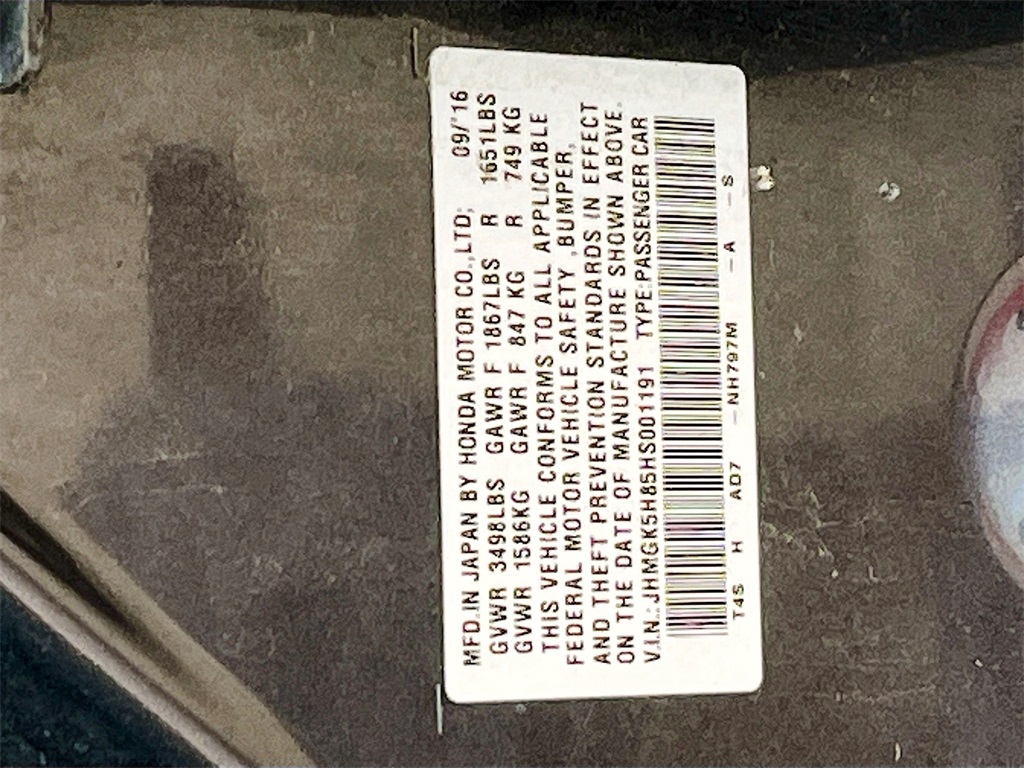 MFD. IN JAPAN BY HONDA MOTOR CO., LTD. 09/'16
GVWR 3498LBS GAWR F 1867LBS R 1651LBS
GVWR 1586KG GAWR F 847 KG R 749 KG
THIS VEHICLE CONFORMS TO ALL APPLICABLE
FEDERAL MOTOR VEHICLE SAFETY ,BUMPER,
AND THEFT PREVENTION STANDARDS IN EFFECT
ON THE DATE OF MANUFACTURE SHOWN ABOVE.
V.I.N.: JHMGK5H85HS001191 TYPE:PASSENGER CAR
T4S H AD7 – NH797M – A – S